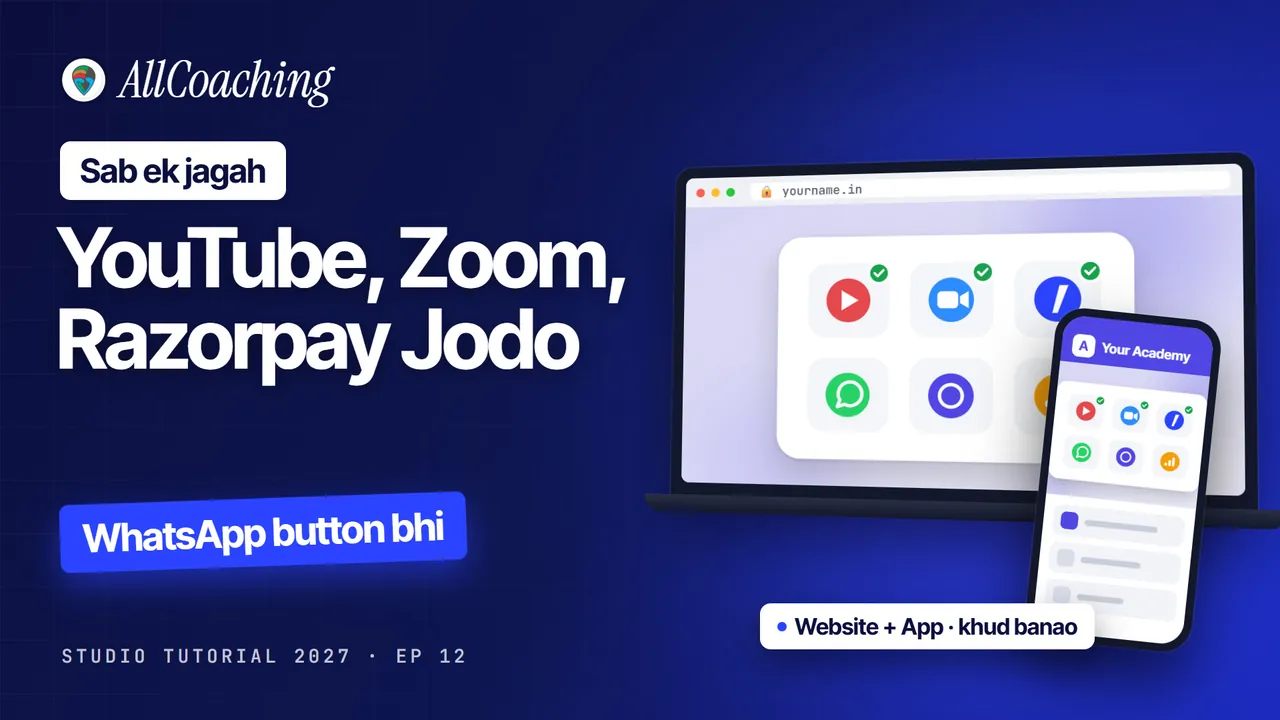 AllCoaching
Sab ek jagah
YouTube, Zoom,
Razorpay Jodo
WhatsApp button bhi
STUDIO TUTORIAL 2027 · EP 12
yourname.in
A Your Academy
Website + App · khud banao